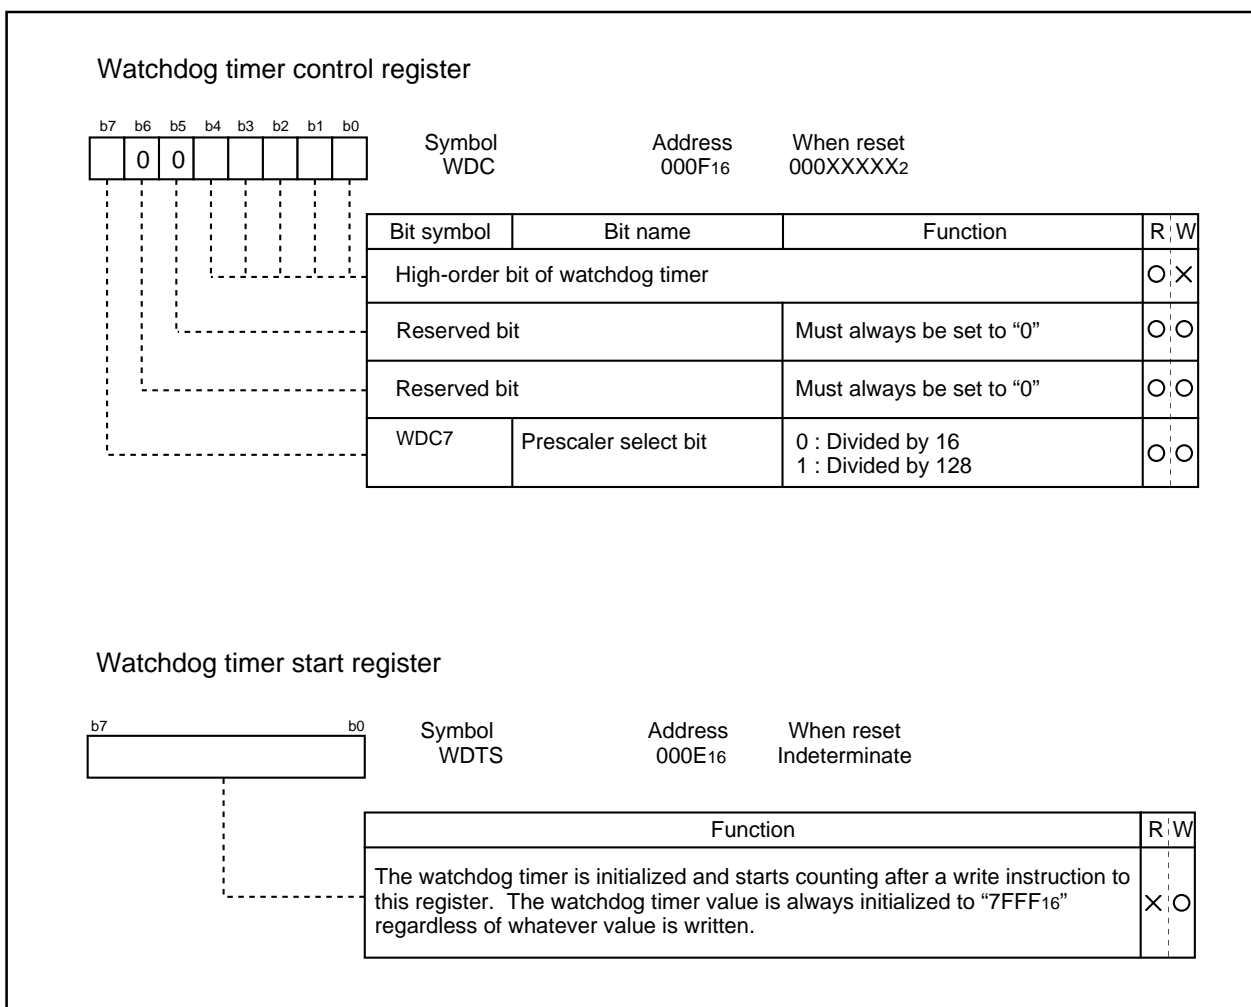 Watchdog timer control register
b7 b6 b5 b4 b3 b2 b1 b0
0 0
Symbol Address When reset
WDC 000F16 000XXXXX2
Bit symbol Bit name Function R W
High-order bit of watchdog timer
Reserved bit Must always be set to “0”
Reserved bit Must always be set to “0”
WDC7 Prescaler select bit 0 : Divided by 16
1 : Divided by 128
Watchdog timer start register
b7 b0
Symbol Address When reset
WDTS 000E16 Indeterminate
Function R W
The watchdog timer is initialized and starts counting after a write instruction to
this register. The watchdog timer value is always initialized to “7FFF16”
regardless of whatever value is written.